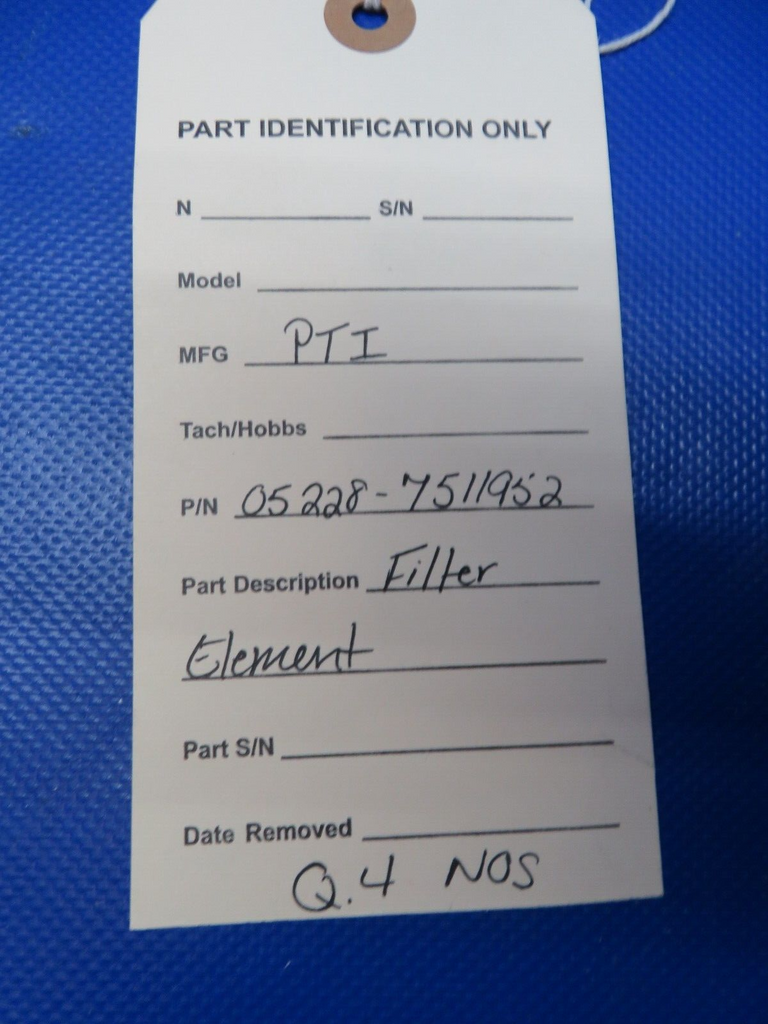 PART IDENTIFICATION ONLY
N S/N
Model
MFG PTI
Tach/Hobbs
P/N 05228-7511952
Part Description Filter
Element
Part S/N
Date Removed
Q.4 NOS